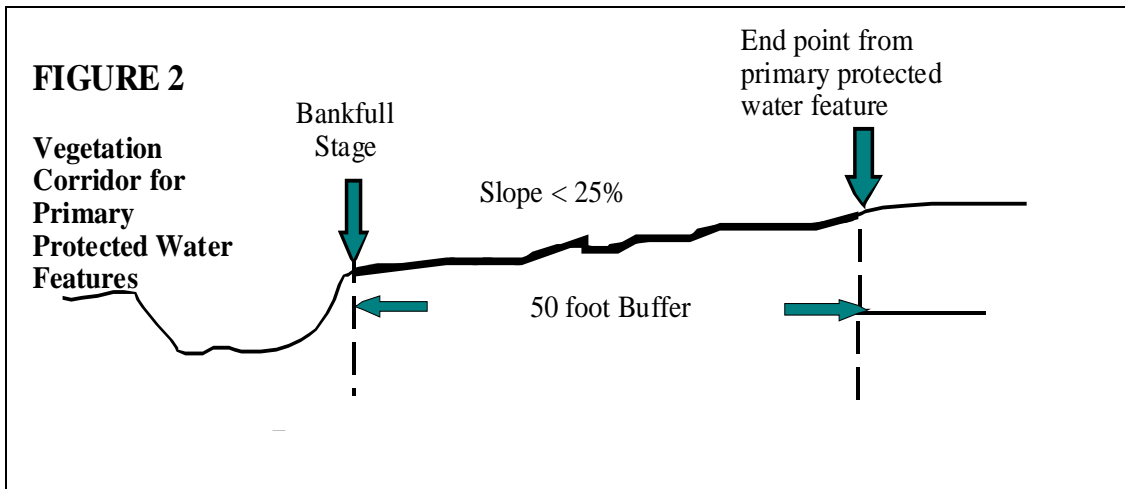 FIGURE 2
Vegetation
Corridor for
Primary
Protected Water
Features
Bankfull
Stage
Slope < 25%
End point from
primary protected
water feature
50 foot Buffer